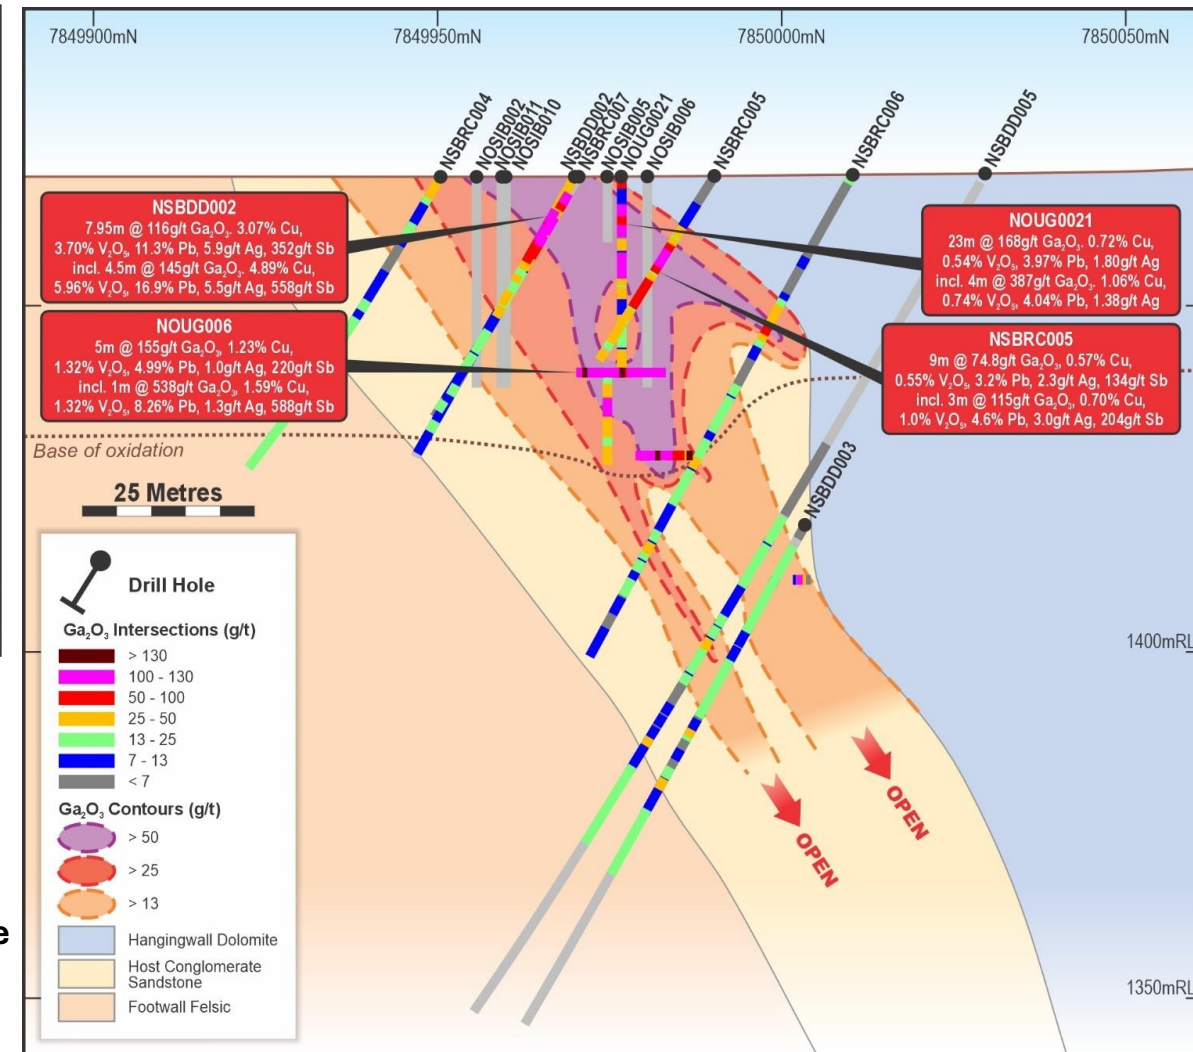 7849900mN
7849950mN
7850000mN
7850050mN
NSBRC004
NOSIB002
NOSIB011
NOSIB010
NSBDD002
NSBRC007
NOSIB005
NOUG0021
NOSIB006
NSBRC005
NSBRC006
NSBDD005
NSBDD002
7.95m @ 116g/t Ga₂O₃. 3.07% Cu,
3.70% V₂O₅, 11.3% Pb, 5.9g/t Ag, 352g/t Sb
incl. 4.5m @ 145g/t Ga₂O₃. 4.89% Cu,
5.96% V₂O₅, 16.9% Pb, 5.5g/t Ag, 558g/t Sb
NOUG0021
23m @ 168g/t Ga₂O₃. 0.72% Cu,
0.54% V₂O₅, 3.97% Pb, 1.80g/t Ag
incl. 4m @ 387g/t Ga₂O₃. 1.06% Cu,
0.74% V₂O₅, 4.04% Pb, 1.38g/t Ag
NOUG006
5m @ 155g/t Ga₂O₃, 1.23% Cu,
1.32% V₂O₅, 4.99% Pb, 1.0g/t Ag, 220g/t Sb
incl. 1m @ 538g/t Ga₂O₃, 1.59% Cu,
1.32% V₂O₅, 8.26% Pb, 1.3g/t Ag, 588g/t Sb
NSBRC005
9m @ 74.8g/t Ga₂O₃, 0.57% Cu,
0.55% V₂O₅, 3.2% Pb, 2.3g/t Ag, 134g/t Sb
incl. 3m @ 115g/t Ga₂O₃, 0.70% Cu,
1.0% V₂O₅, 4.6% Pb, 3.0g/t Ag, 204g/t Sb
Base of oxidation
NSBDD003
25 Metres
Drill Hole
Ga₂O₃ Intersections (g/t)
> 130
100 - 130
50 - 100
25 - 50
13 - 25
7 - 13
< 7
Ga₂O₃ Contours (g/t)
> 50
> 25
> 13
Hangingwall Dolomite
Host Conglomerate
Sandstone
Footwall Felsic
1400mRL
OPEN
OPEN
1350mRL
e